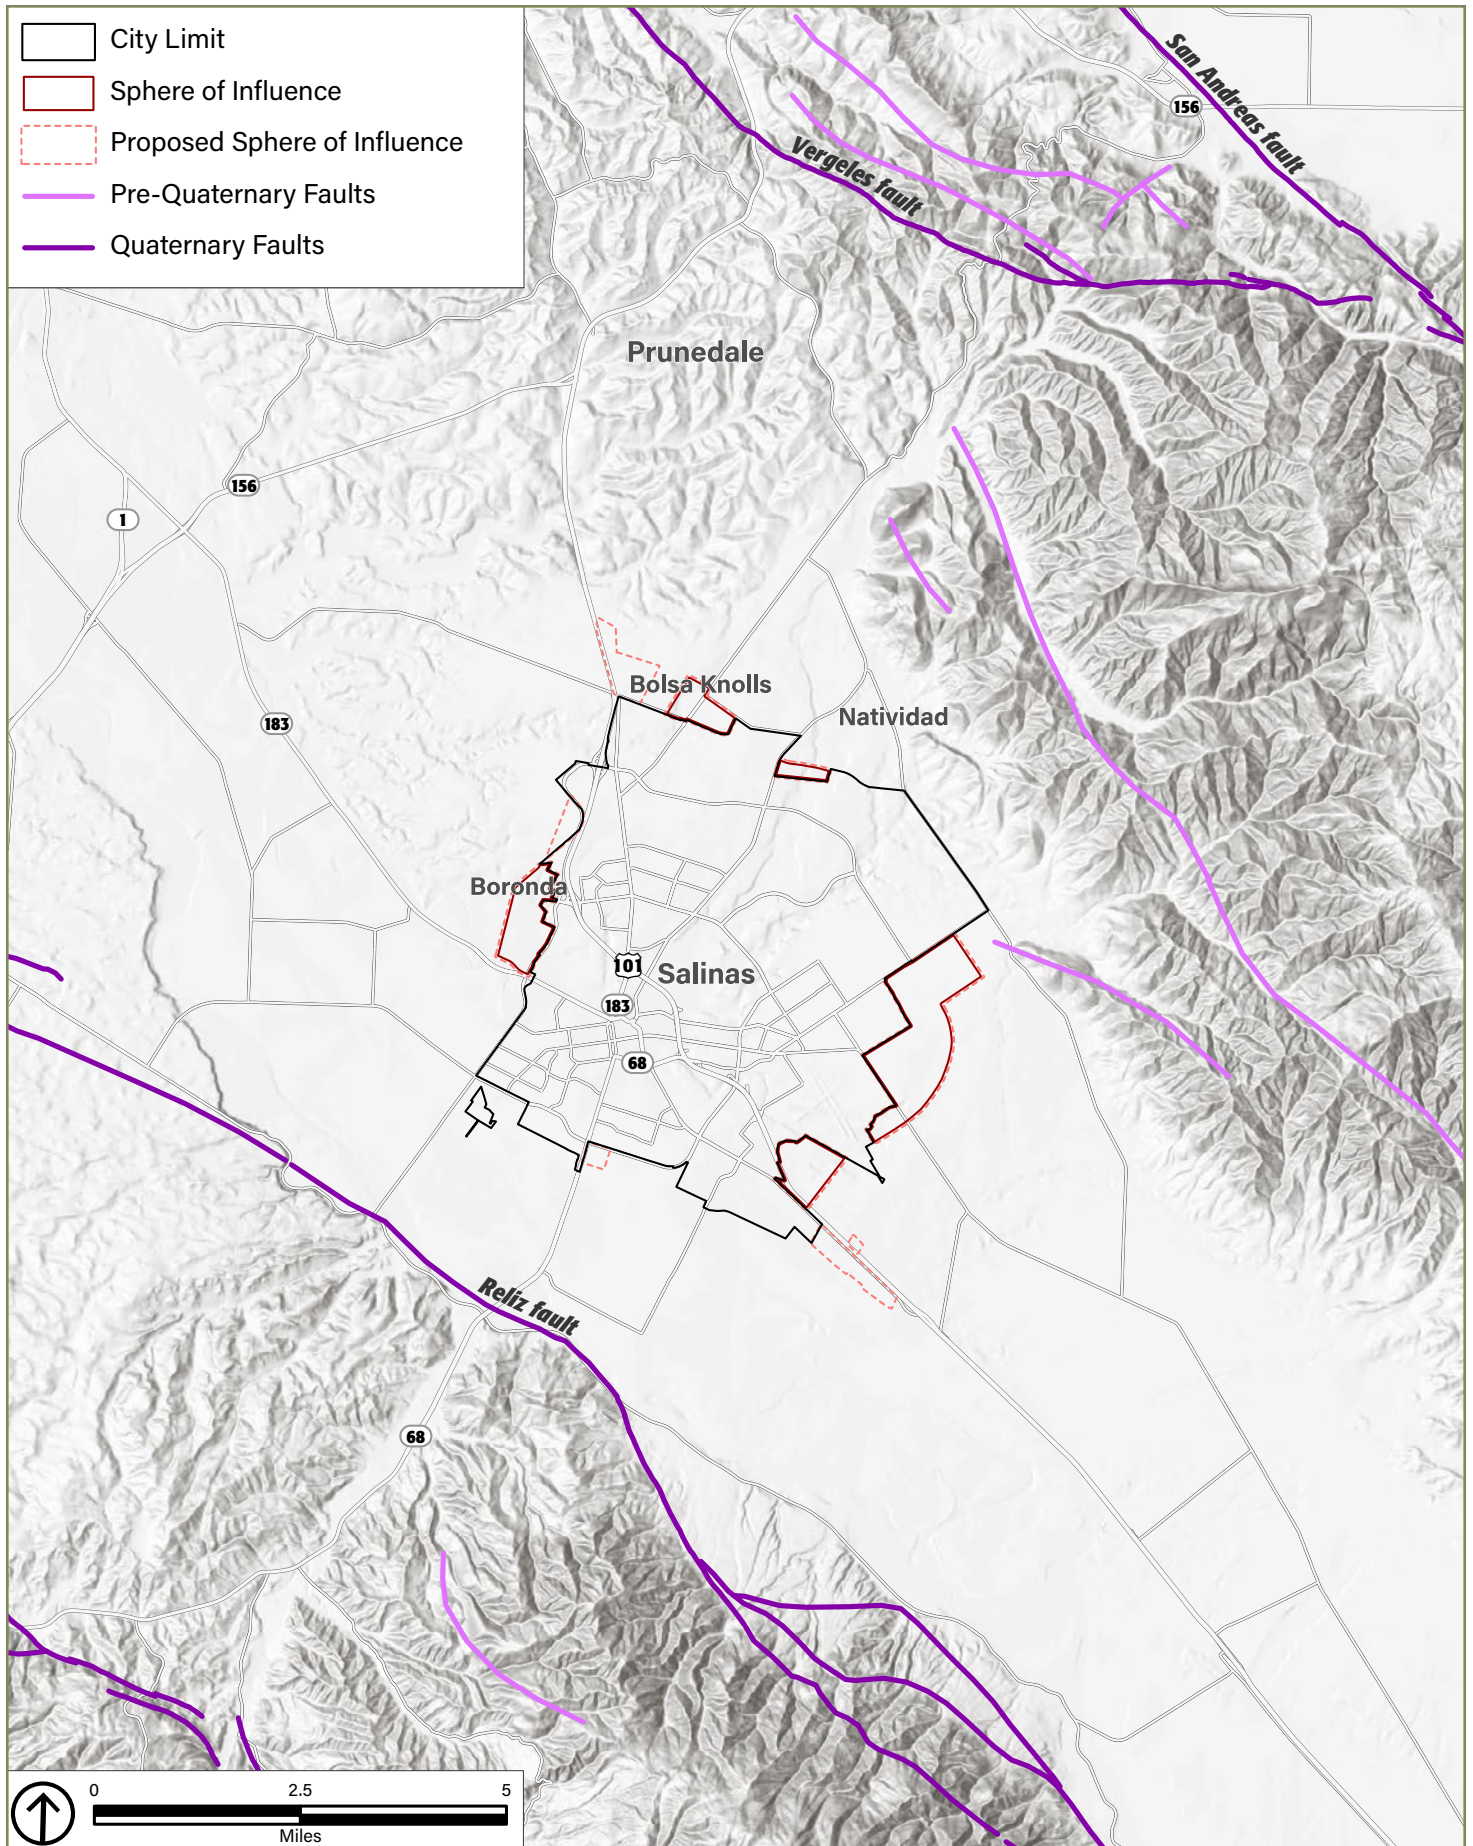 City Limit
Sphere of Influence
Proposed Sphere of Influence
Pre-Quaternary Faults
Quaternary Faults
San Andreas fault
156
Vergeles fault
Prunedale
156
1
Bolsa Knolls
Natividad
183
Boronda
101
Salinas
183
68
Reliz fault
68
0 2.5 5
Miles